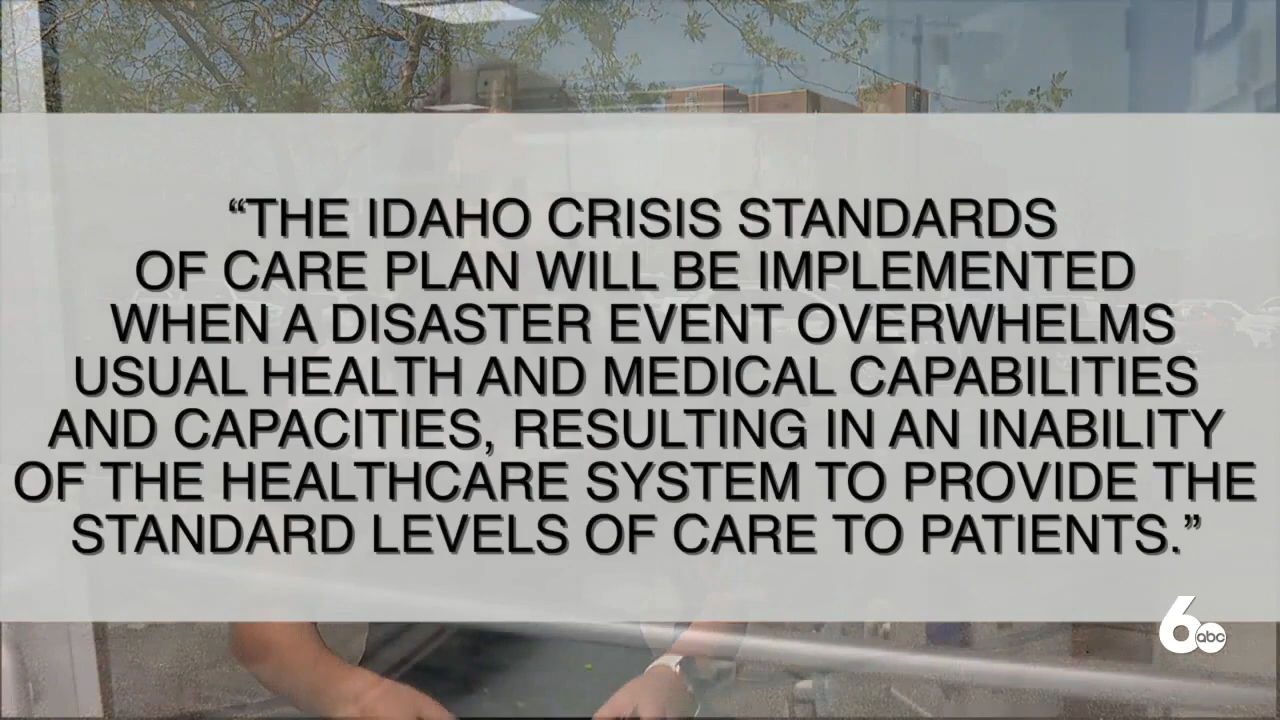 “THE IDAHO CRISIS STANDARDS
OF CARE PLAN WILL BE IMPLEMENTED
WHEN A DISASTER EVENT OVERWHELMS
USUAL HEALTH AND MEDICAL CAPABILITIES
AND CAPACITIES, RESULTING IN AN INABILITY
OF THE HEALTHCARE SYSTEM TO PROVIDE THE
STANDARD LEVELS OF CARE TO PATIENTS.”
6 abc